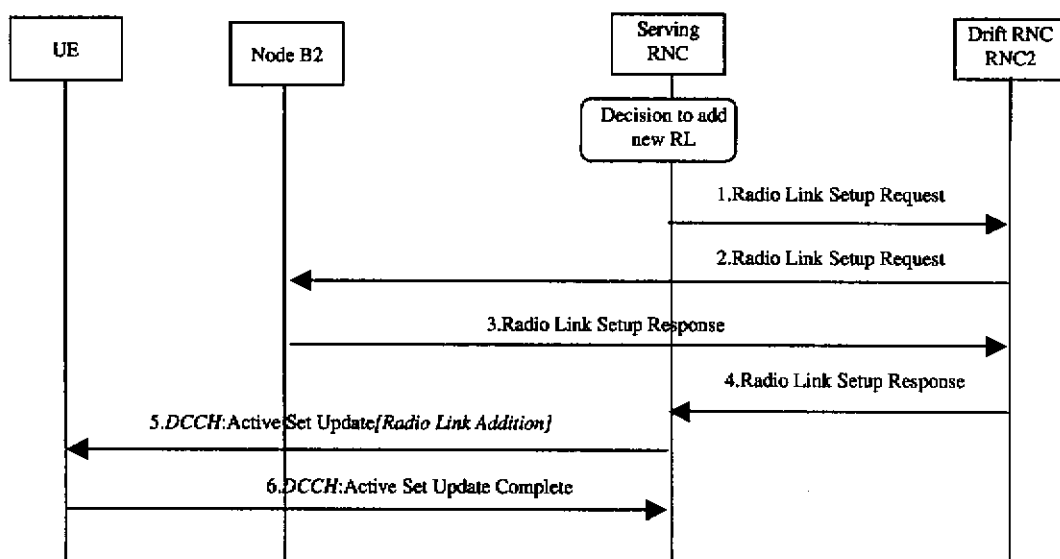 UE
Node B2
Serving
RNC
Drift RNC
RNC2
Decision to add
new RL
1.Radio Link Setup Request
2.Radio Link Setup Request
3.Radio Link Setup Response
4.Radio Link Setup Response
5.DCCH:Active Set Update[Radio Link Addition]
6.DCCH:Active Set Update Complete